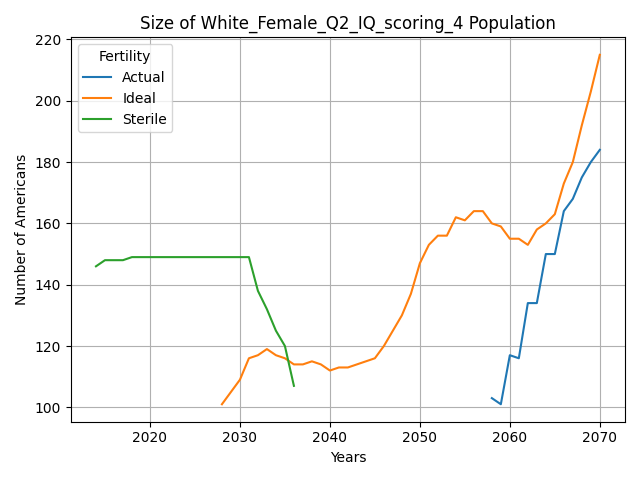 Size of White_Female_Q2_IQ_scoring_4 Population
Number of Americans
220
200
180
160
140
120
100
Fertility
Actual
Ideal
Sterile
2020
2030
2040
2050
2060
2070
Years